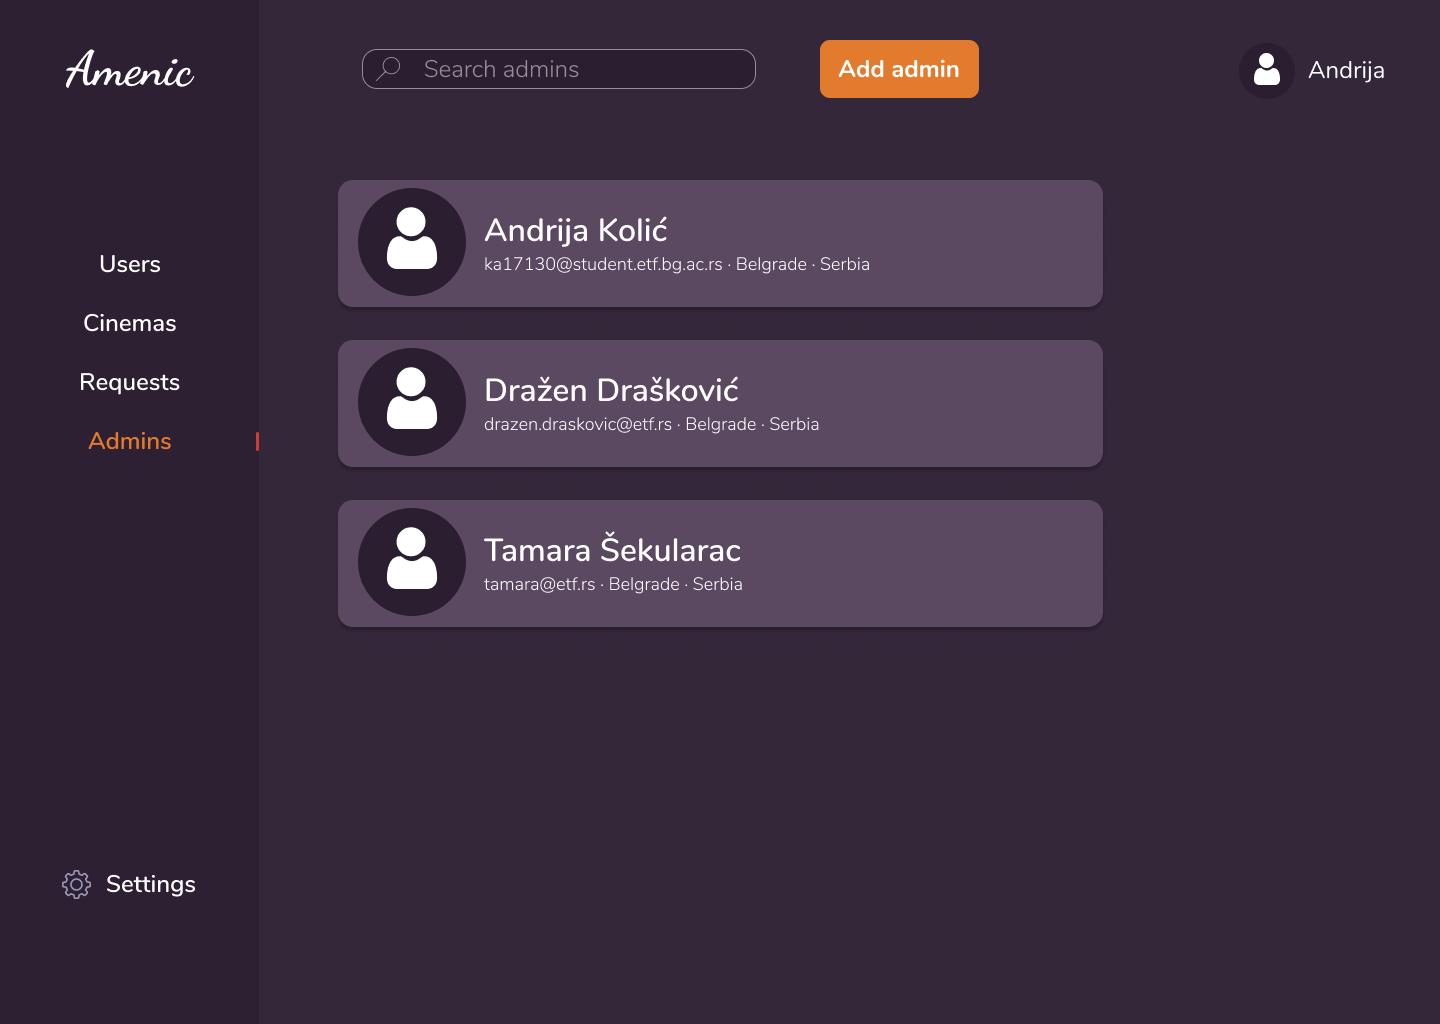 Amenic
Search admins
Add admin
Andrija
Users
Cinemas
Requests
Admins
Settings
Andrija Kolić
ka17130@student.etf.bg.ac.rs · Belgrade · Serbia
Dražen Drašković
drazen.draskovic@etf.rs · Belgrade · Serbia
Tamara Šekularac
tamara@etf.rs · Belgrade · Serbia